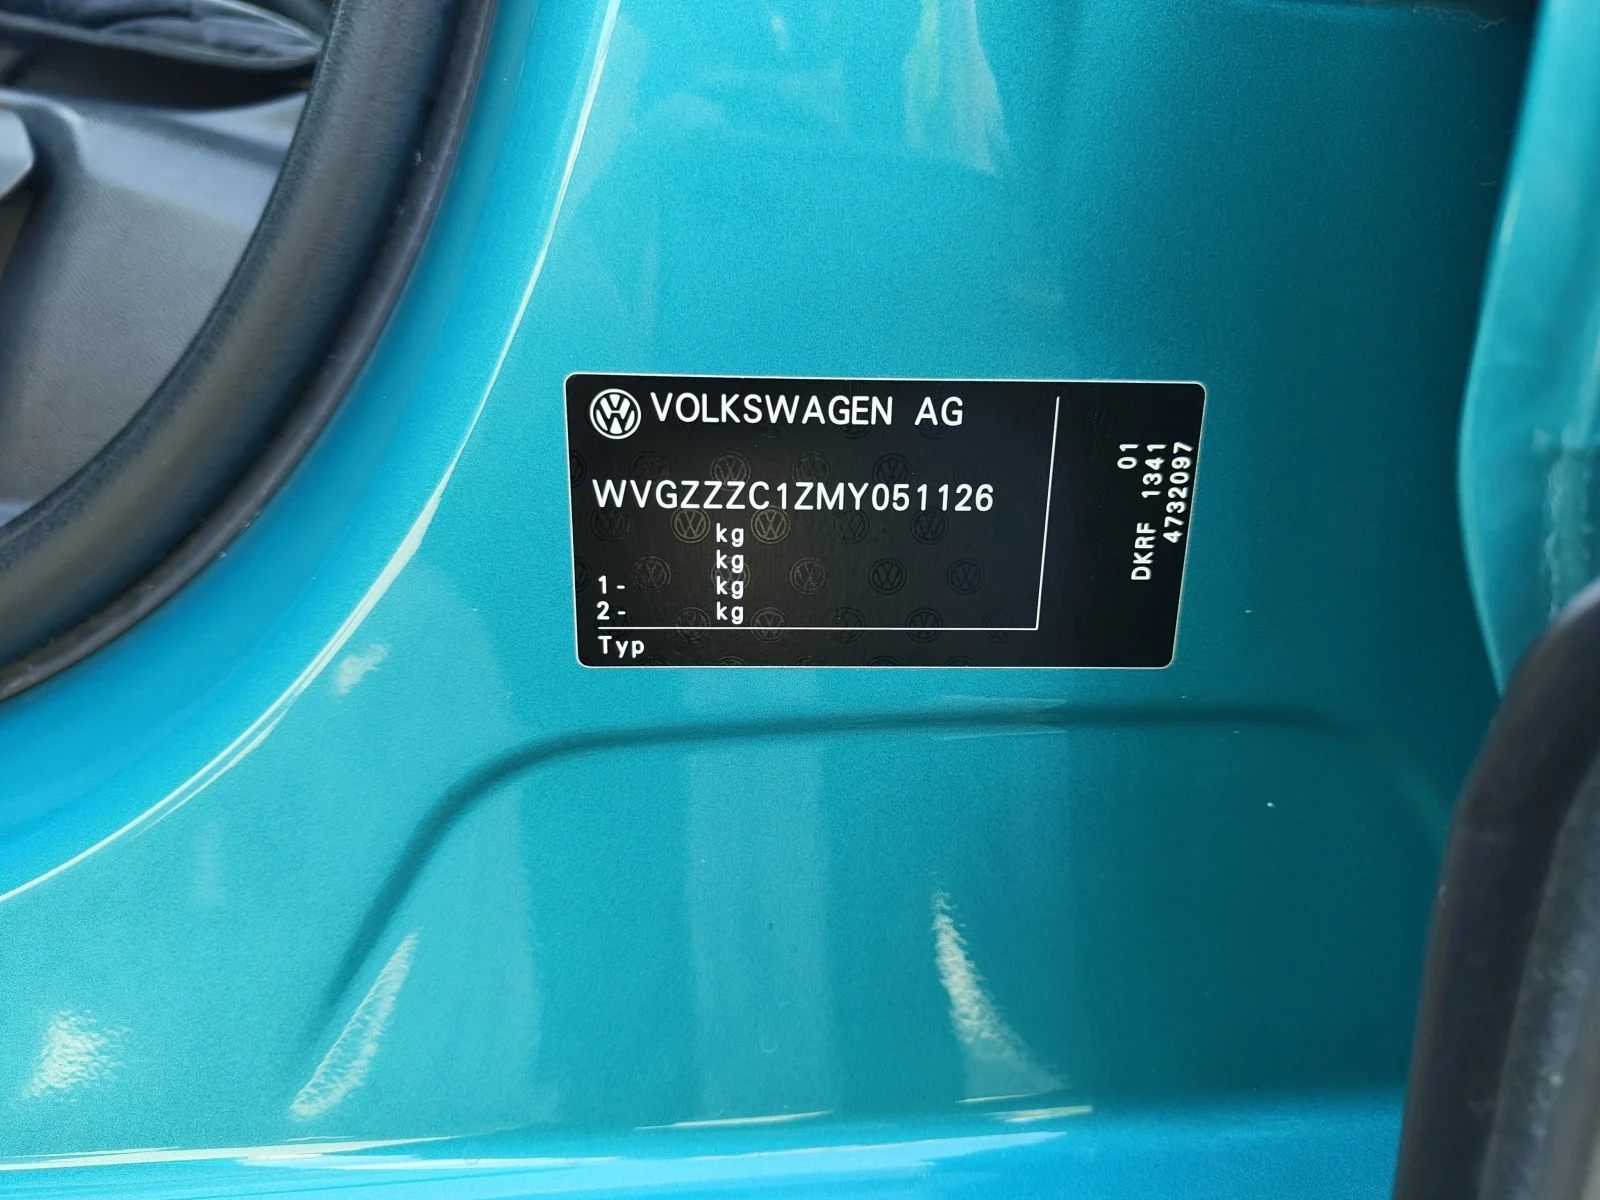 VOLKSWAGEN AG
WVGZZZC1ZMY051126
kg
kg
1- kg
2- kg
Typ
01
DKRF 1341
4732097